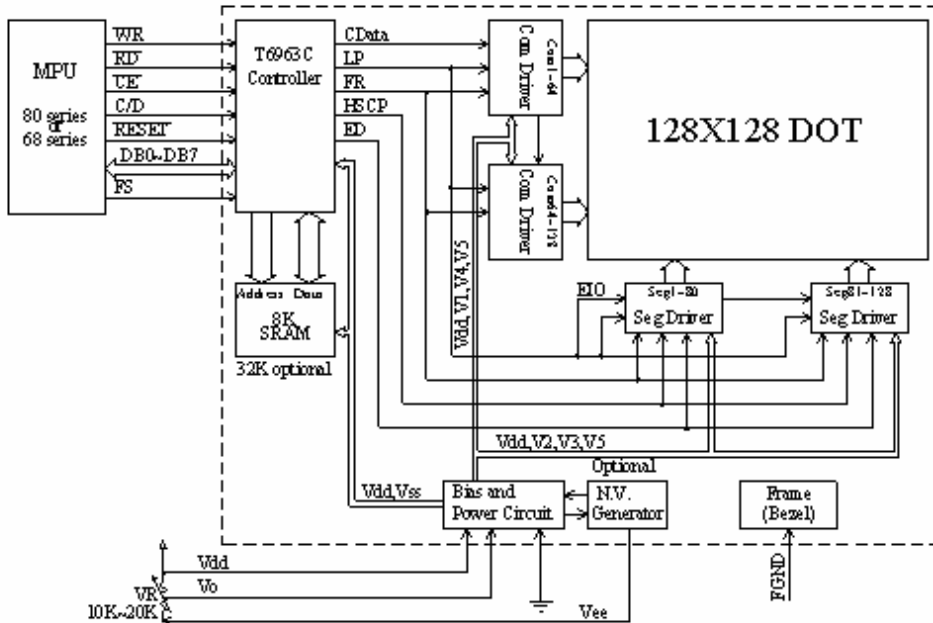 MPU
80 series
or
68 series
WR
RD
CE
C/D
RESET
DB0~DB7
FS
T6963C
Controller
CData
LP
FR
HSCP
ED
Com Driver
Com1-64
Com Driver
Com64-128
128X128 DOT
Address Data
8K
SRAM
32K optional
Vdd,V1,V4,V5
EIO
Seg1-80
Seg Driver
Seg81-128
Seg Driver
Vdd,V2,V3,V5
Optional
Vdd,Vss
Bias and
Power Circuit
N.V.
Generator
Frame
(Bezel)
FGND
Vdd
Vo
VR
10K~20K
Vee